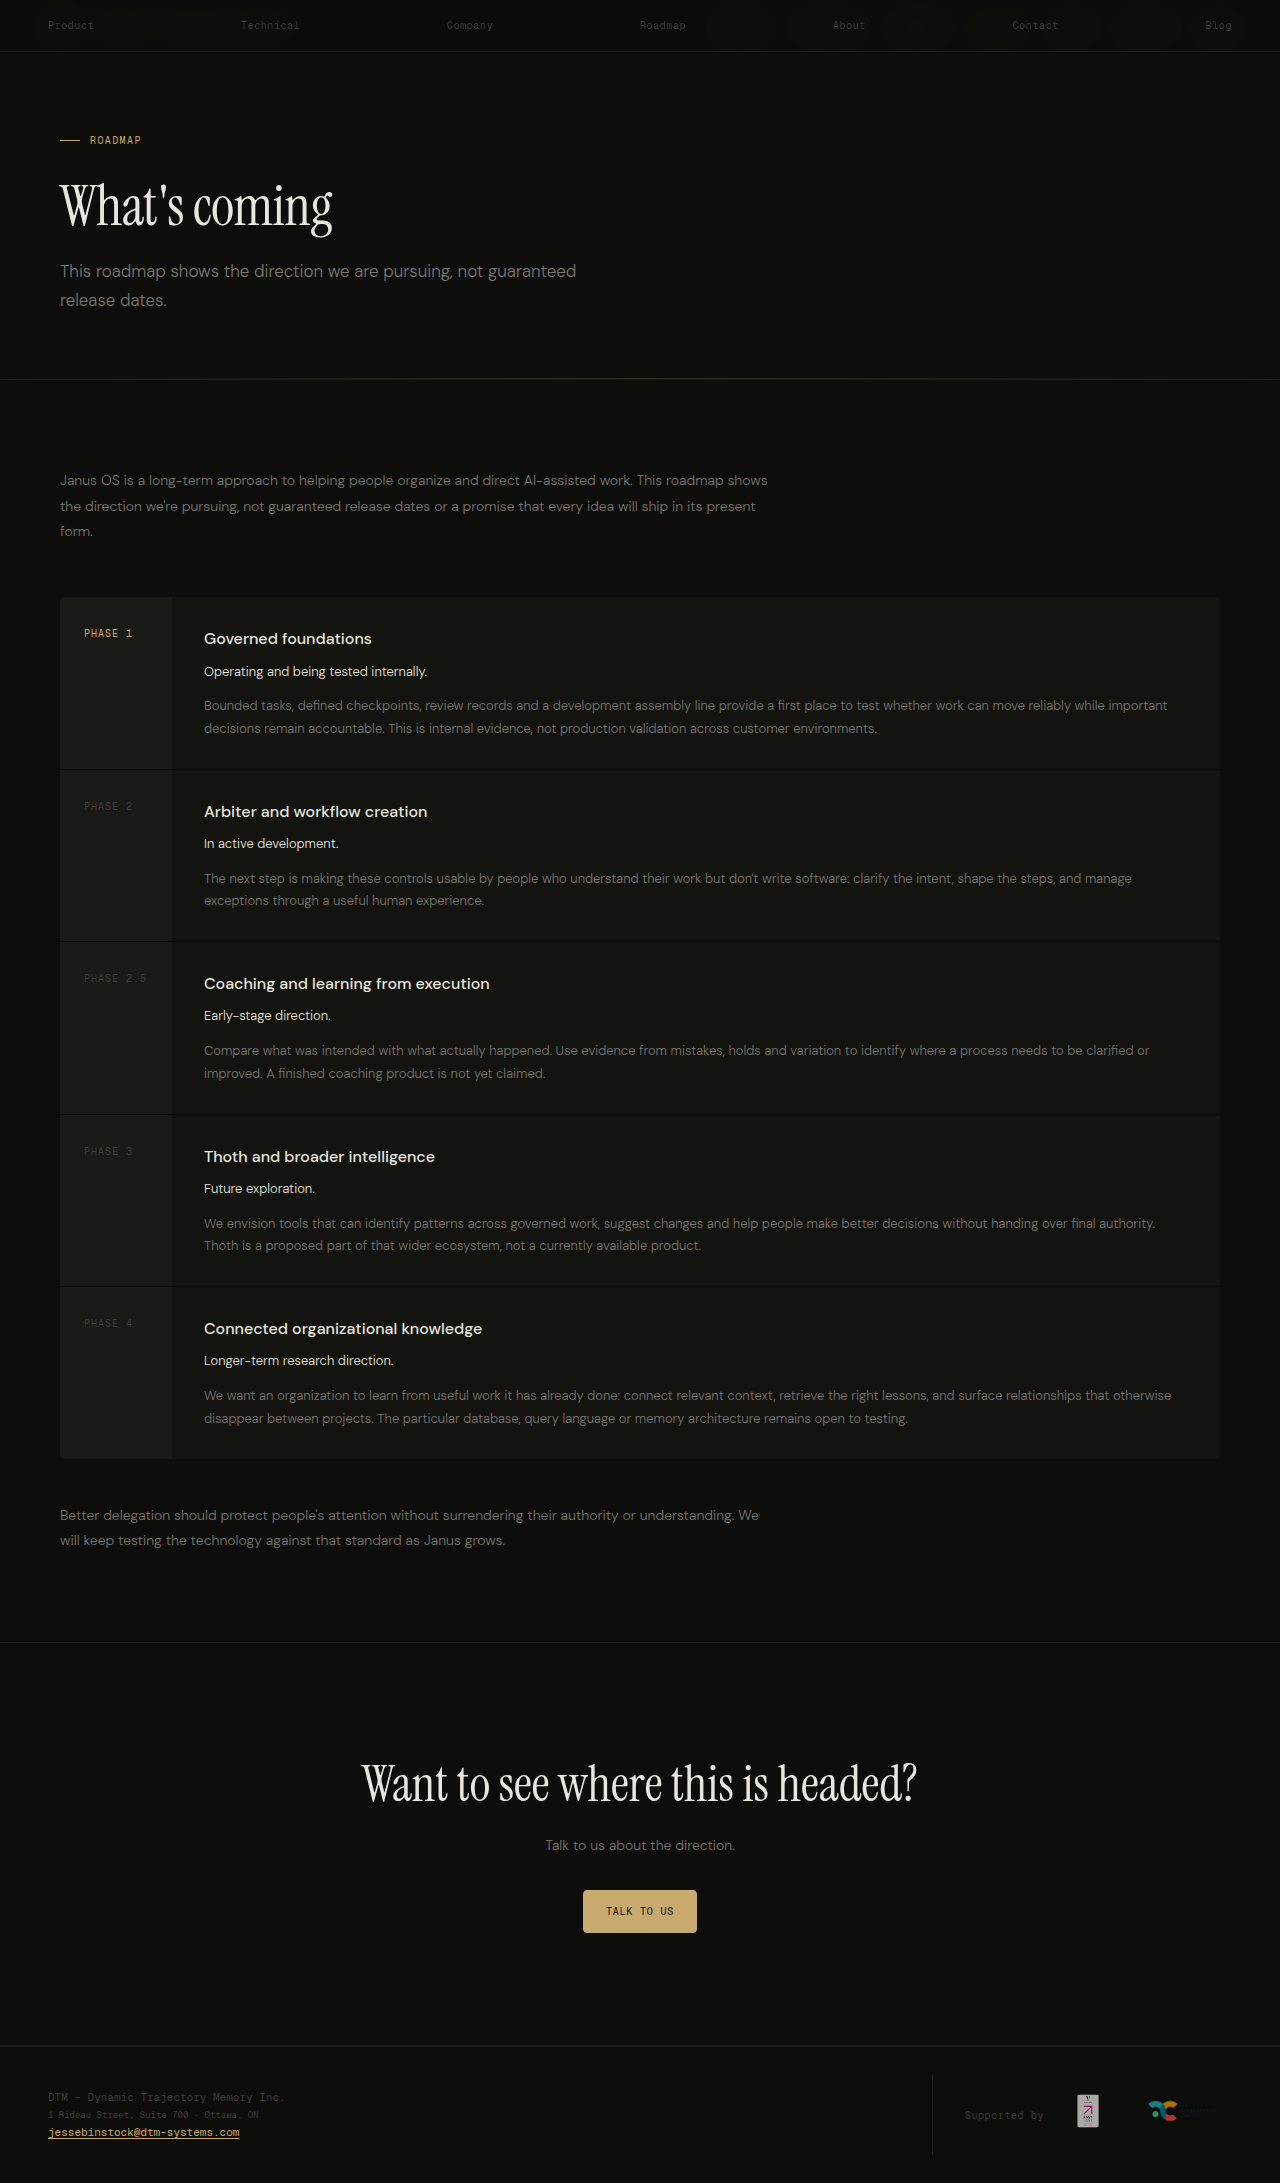 Product Technical Company Roadmap About Contact Blog
ROADMAP
What's coming
This roadmap shows the direction we are pursuing, not guaranteed
release dates.
Janus OS is a long-term approach to helping people organize and direct AI-assisted work. This roadmap shows
the direction we're pursuing, not guaranteed release dates or a promise that every idea will ship in its present
form.
PHASE 1
Governed foundations
Operating and being tested internally.
Bounded tasks, defined checkpoints, review records and a development assembly line provide a first place to test whether work can move reliably while important
decisions remain accountable. This is internal evidence, not production validation across customer environments.
PHASE 2
Arbiter and workflow creation
In active development.
The next step is making these controls usable by people who understand their work but don't write software: clarify the intent, shape the steps, and manage
exceptions through a useful human experience.
PHASE 2.5
Coaching and learning from execution
Early-stage direction.
Compare what was intended with what actually happened. Use evidence from mistakes, holds and variation to identify where a process needs to be clarified or
improved. A finished coaching product is not yet claimed.
PHASE 3
Thoth and broader intelligence
Future exploration.
We envision tools that can identify patterns across governed work, suggest changes and help people make better decisions without handing over final authority.
Thoth is a proposed part of that wider ecosystem, not a currently available product.
PHASE 4
Connected organizational knowledge
Longer-term research direction.
We want an organization to learn from useful work it has already done: connect relevant context, retrieve the right lessons, and surface relationships that otherwise
disappear between projects. The particular database, query language or memory architecture remains open to testing.
Better delegation should protect people's attention without surrendering their authority or understanding. We
will keep testing the technology against that standard as Janus grows.
Want to see where this is headed?
Talk to us about the direction.
TALK TO US
DTM - Dynamic Trajectory Memory Inc.
1 Rideau Street, Suite 700 · Ottawa, ON
jessebinstock@dtm-systems.com
Supported by